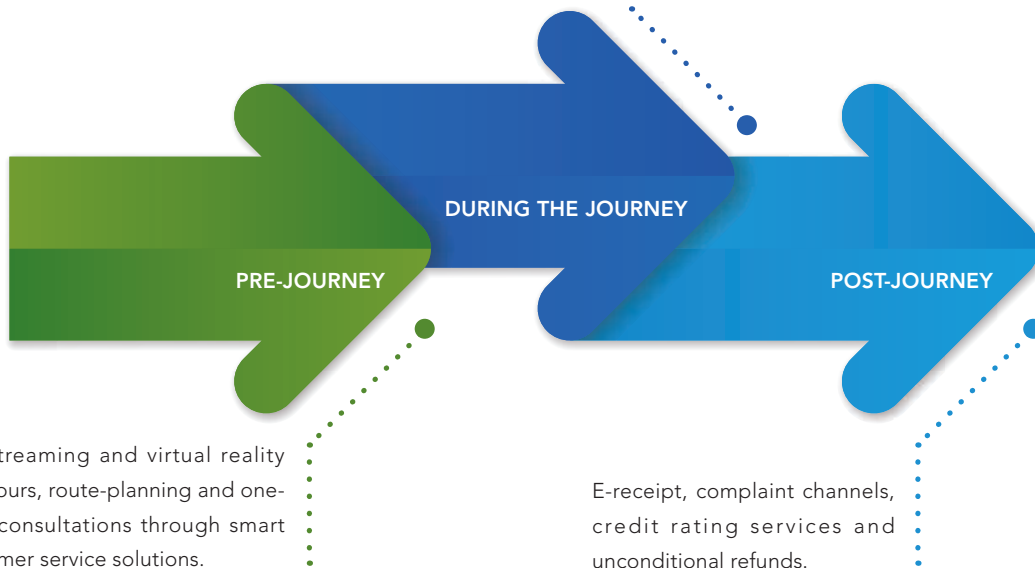 DURING THE JOURNEY
PRE-JOURNEY
POST-JOURNEY
and virtual reality
route-planning and one-
consultations through smart
service solutions.
E-receipt, complaint channels,
credit rating services and
unconditional refunds.